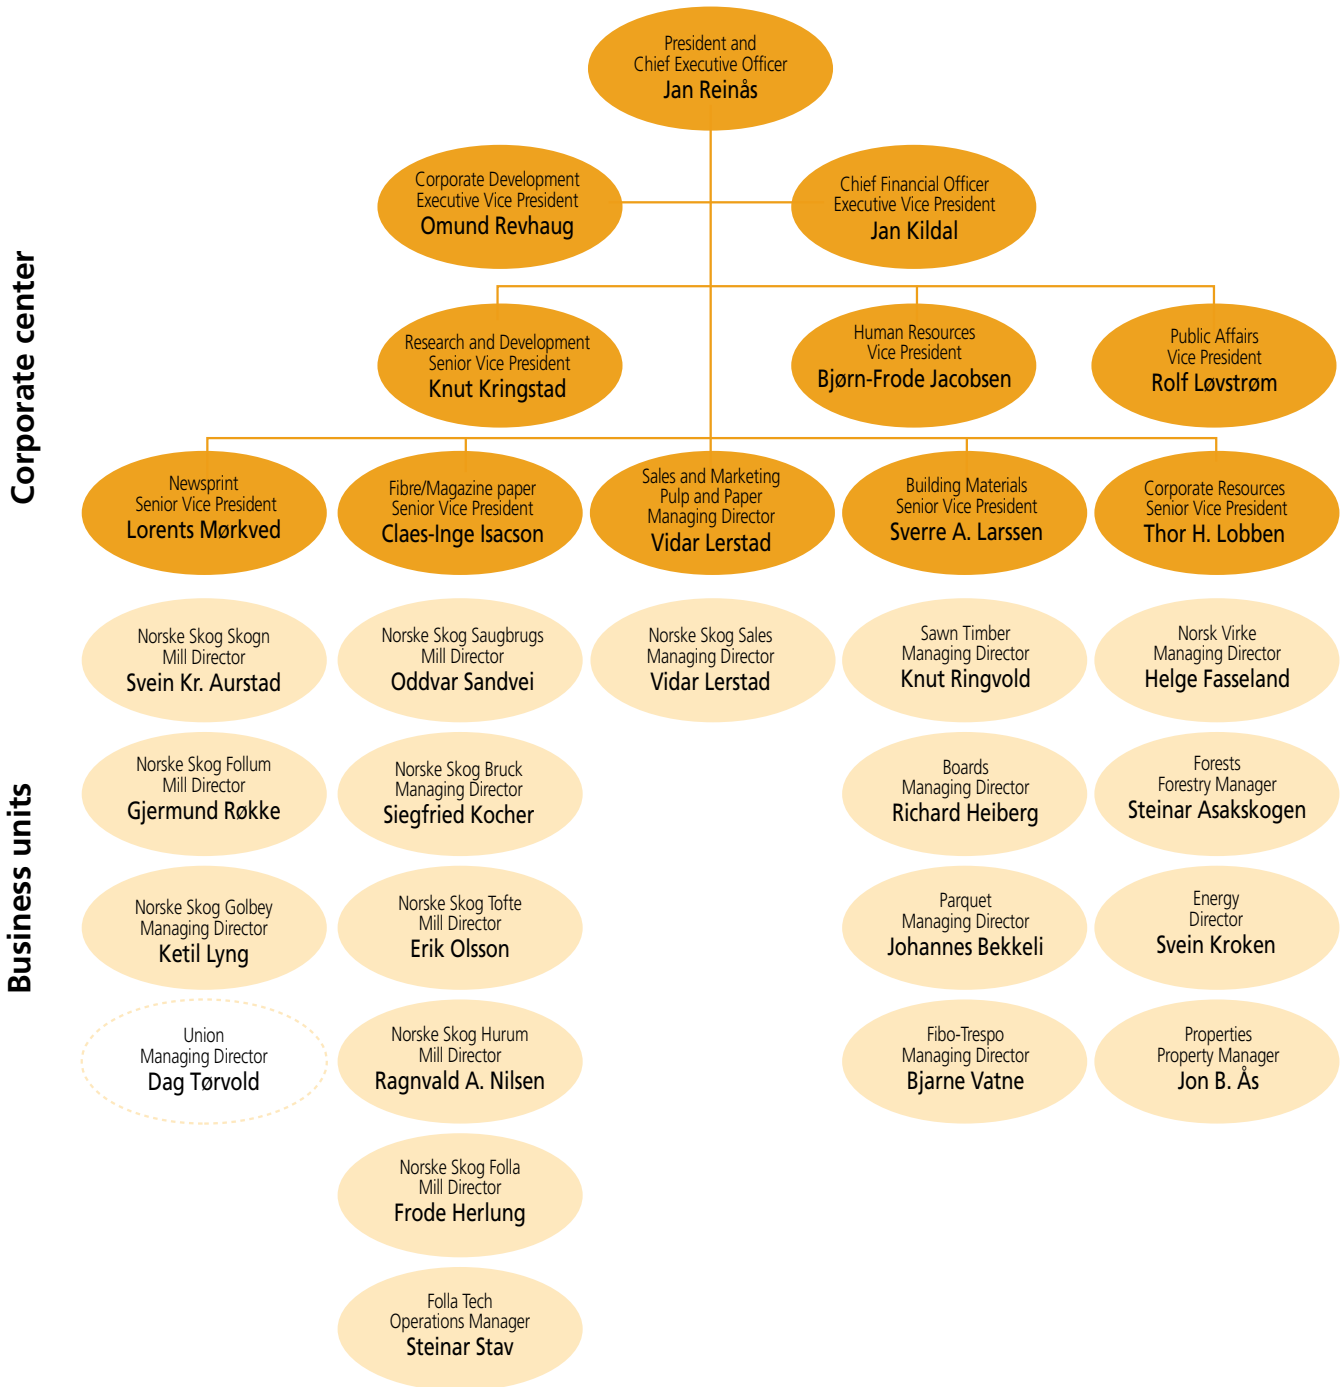 President and
Chief Executive Officer
Jan Reinås
Corporate Development
Executive Vice President
Omund Revhaug
Chief Financial Officer
Executive Vice President
Jan Kildal
Corporate center
Research and Development
Senior Vice President
Knut Kringstad
Human Resources
Vice President
Bjørn-Frode Jacobsen
Public Affairs
Vice President
Rolf Løvstrøm
Newsprint
Senior Vice President
Lorents Mørkved
Fibre/Magazine paper
Senior Vice President
Claes-Inge Isacson
Sales and Marketing
Pulp and Paper
Managing Director
Vidar Lerstad
Building Materials
Senior Vice President
Sverre A. Larssen
Corporate Resources
Senior Vice President
Thor H. Lobben
Business units
Norske Skog Skogn
Mill Director
Svein Kr. Aurstad
Norske Skog Saugbrugs
Mill Director
Oddvar Sandvei
Norske Skog Sales
Managing Director
Vidar Lerstad
Sawn Timber
Managing Director
Knut Ringvold
Norsk Virke
Managing Director
Helge Fasseland
Norske Skog Follum
Mill Director
Gjermund Røkke
Norske Skog Bruck
Managing Director
Siegfried Kocher
Boards
Managing Director
Richard Heiberg
Forests
Forestry Manager
Steinar Asakskogen
Norske Skog Golbey
Managing Director
Ketil Lyng
Norske Skog Tofte
Mill Director
Erik Olsson
Parquet
Managing Director
Johannes Bekkeli
Energy
Director
Svein Kroken
Union
Managing Director
Dag Tørvold
Norske Skog Hurum
Mill Director
Ragnvald A. Nilsen
Fibo-Trespo
Managing Director
Bjarne Vatne
Properties
Property Manager
Jon B. Ås
Norske Skog Folla
Mill Director
Frode Herlung
Folla Tech
Operations Manager
Steinar Stav